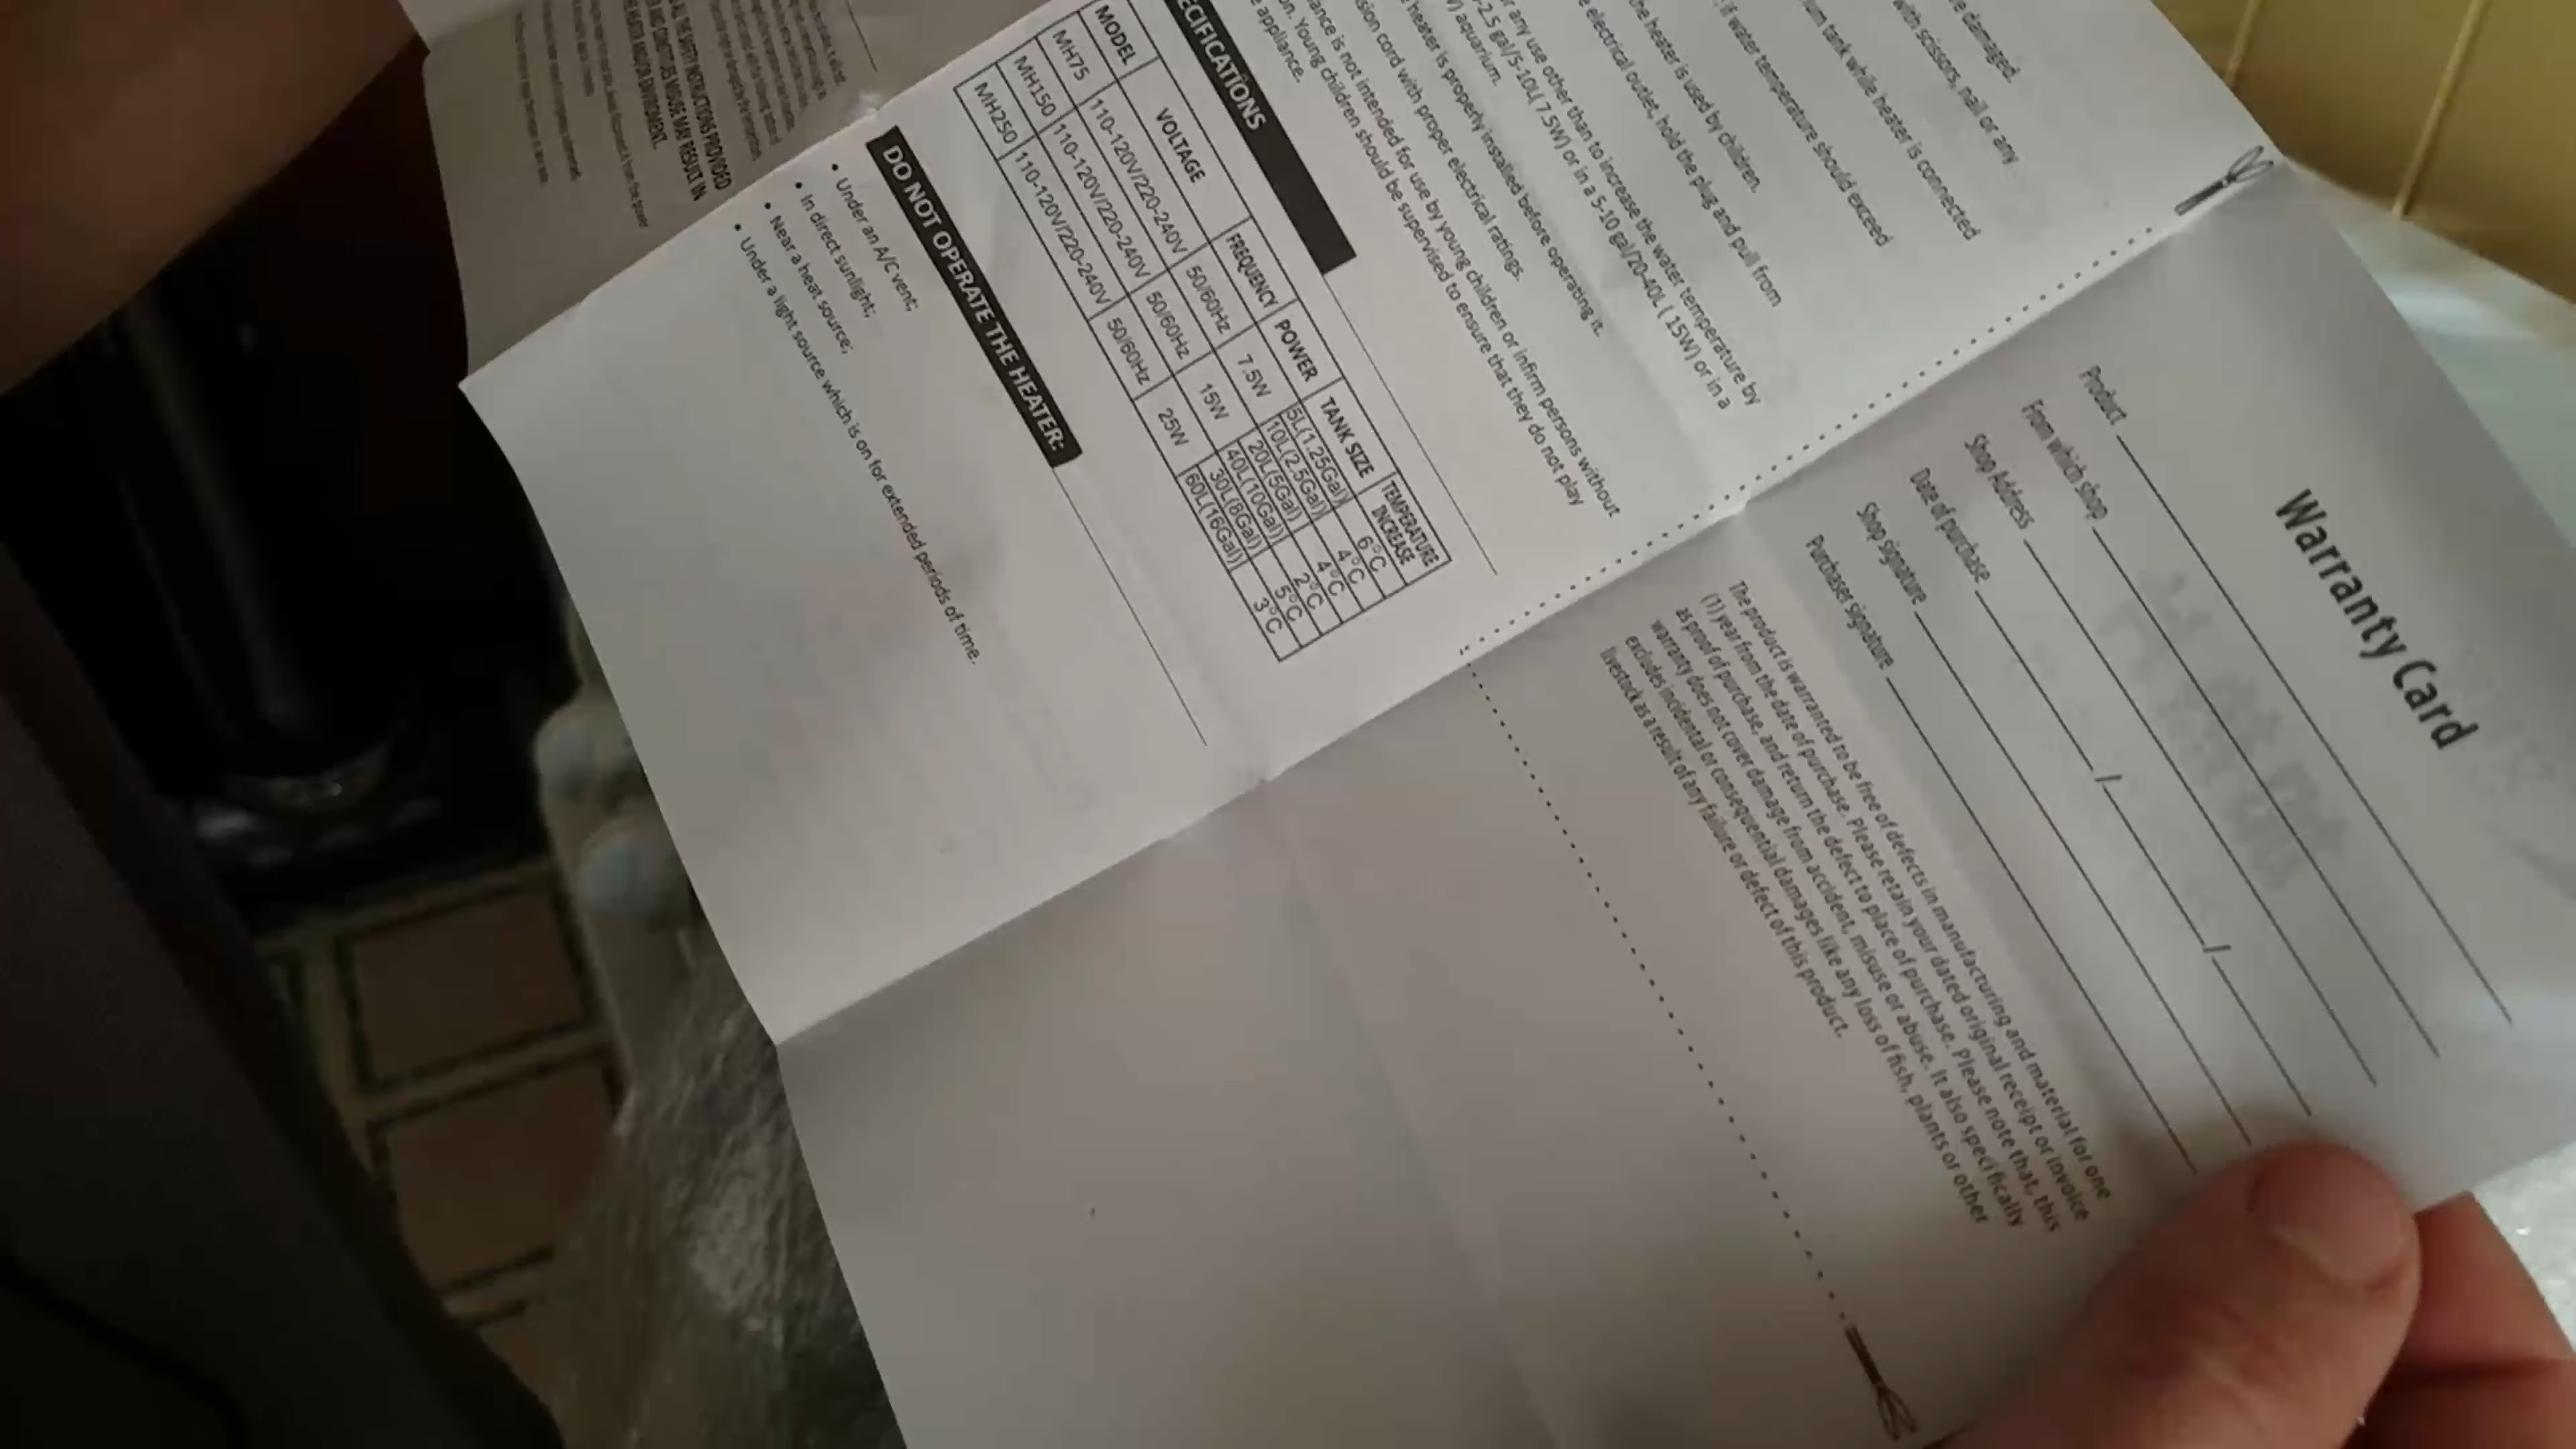 e damaged.
with scissors, nail or any
um tank while heater is connected
if water temperature should exceed
the heater is used by children.
e electrical outlet, hold the plug and pull from
r any use other than to increase the water temperature by
-2.5 gal/5-10L( 7.5W) or in a 5-10 gal/20-40L ( 15W) or in a
) aquarium.
heater is properly installed before operating it.
sion cord with proper electrical ratings.
ance is not intended for use by young children or infirm persons without
on. Young children should be supervised to ensure that they do not play
e appliance.
ECIFICATIONS
MODEL VOLTAGE FREQUENCY POWER TANK SIZE TEMPERATURE INCREASE
MH75 110-120V/220-240V 50/60Hz 7.5W 5L(1.25Gal) 6°C
10L(2.5Gal) 4°C
MH150 110-120V/220-240V 50/60Hz 15W 20L(5Gal) 4°C
40L(10Gal) 2°C
MH250 110-120V/220-240V 50/60Hz 25W 30L(8Gal) 5°C
60L(16Gal) 3°C
DO NOT OPERATE THE HEATER:
• Under an A/C vent;
• In direct sunlight;
• Near a heat source;
• Under a light source which is on for extended periods of time.
ALL THE SAFETY INSTRUCTIONS PROVIDED
MISUSE MAY RESULT IN
Warranty Card
Product
From which shop
Shop Address
Date of purchase / /
Shop signature
Purchaser signature
The product is warranted to be free of defects in manufacturing and material for one
(1) year from the date of purchase. Please retain your dated original receipt or invoice
as proof of purchase, and return the defect to place of purchase. Please note that, this
warranty does not cover damage from accident, misuse or abuse. It also specifically
excludes incidental or consequential damages like any loss of fish, plants or other
livestock as a result of any failure or defect of this product.